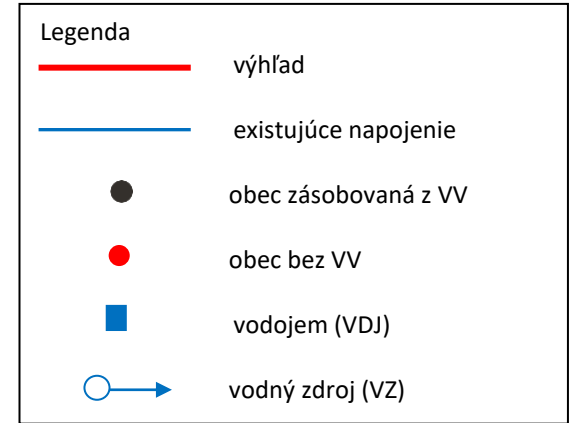 Legenda
výhľad
existujúce napojenie
obec zásobovaná z VV
obec bez VV
vodojem (VDJ)
vodný zdroj (VZ)